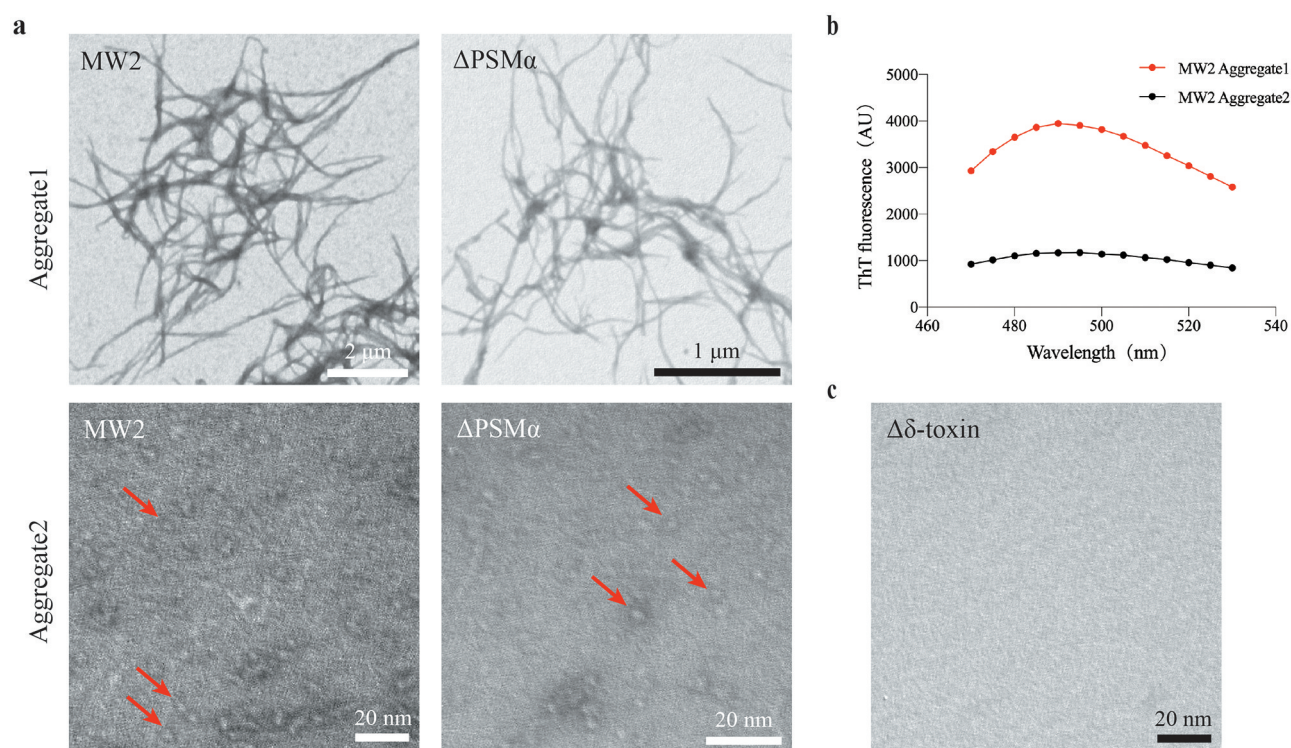 a
MW2
ΔPSMα
Aggregate1
2 μm
1 μm
MW2
ΔPSMα
Aggregate2
20 nm
20 nm
b
MW2 Aggregate1
MW2 Aggregate2
ThT fluorescence (AU)
5000
4000
3000
2000
1000
0
460
480
500
520
540
Wavelength (nm)
c
Δδ-toxin
20 nm